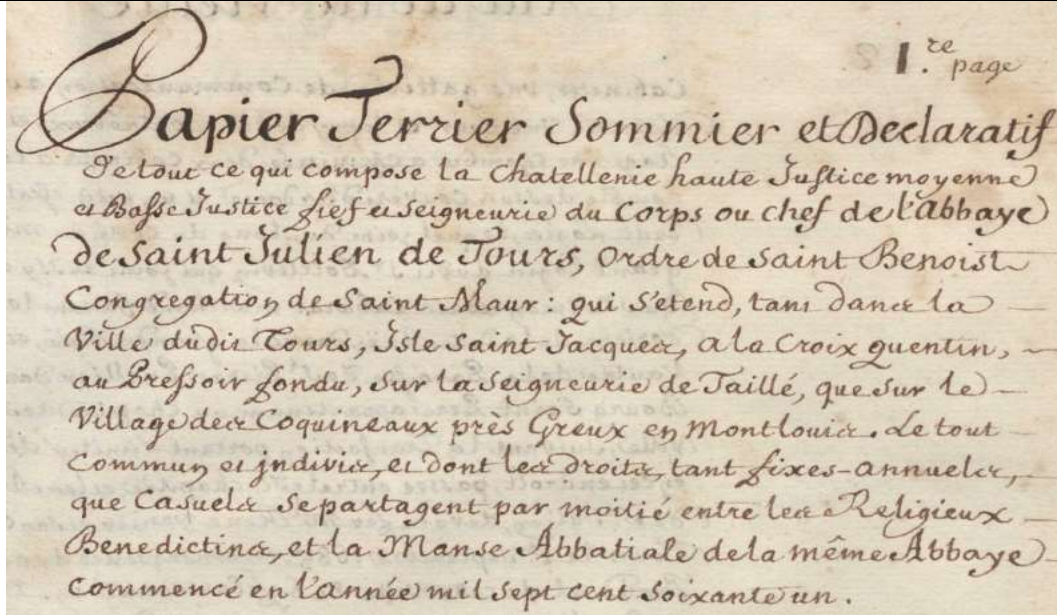 1.re page
Papier Terrier Sommier et Declaratif
De tout ce qui compose la Chatellenie haute Justice moyenne
et Basse Justice fief et Seigneurie du Corps ou chef de l'abbaye
de Saint Julien de Tours, Ordre de Saint Benoist
Congregation de Saint Maur : qui s'etend, tant dans la
Ville dudit Tours, Isle Saint Jacques, a la Croix quentin, —
au Pressoir fondu, sur la Seigneurie de Taillé, que sur le —
Village des Coquineaux près Greux en Montlouis. Le tout —
Commun et jndivis, et dont les droits, tant fixes-annuels, —
que Casuels se partagent par moitié entre les Religieux —
Benedictins, et la Manse Abbatiale de la même Abbaye —
Commencé en l'année mil sept cent soixante un.